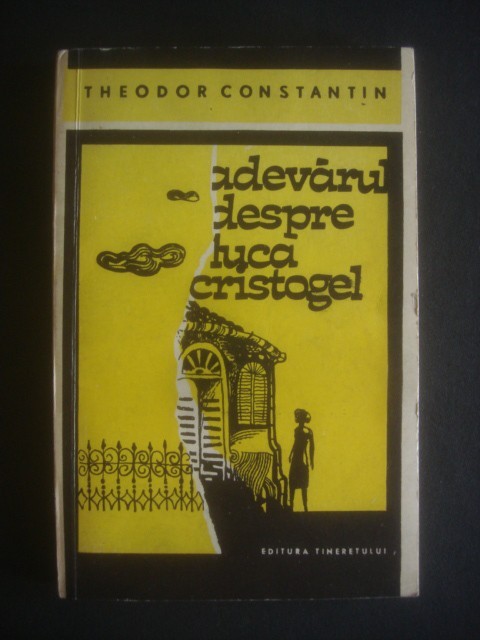 THEODOR CONSTANTIN
adevărul
despre
luca
cristogel
EDITURA TINERETULUI